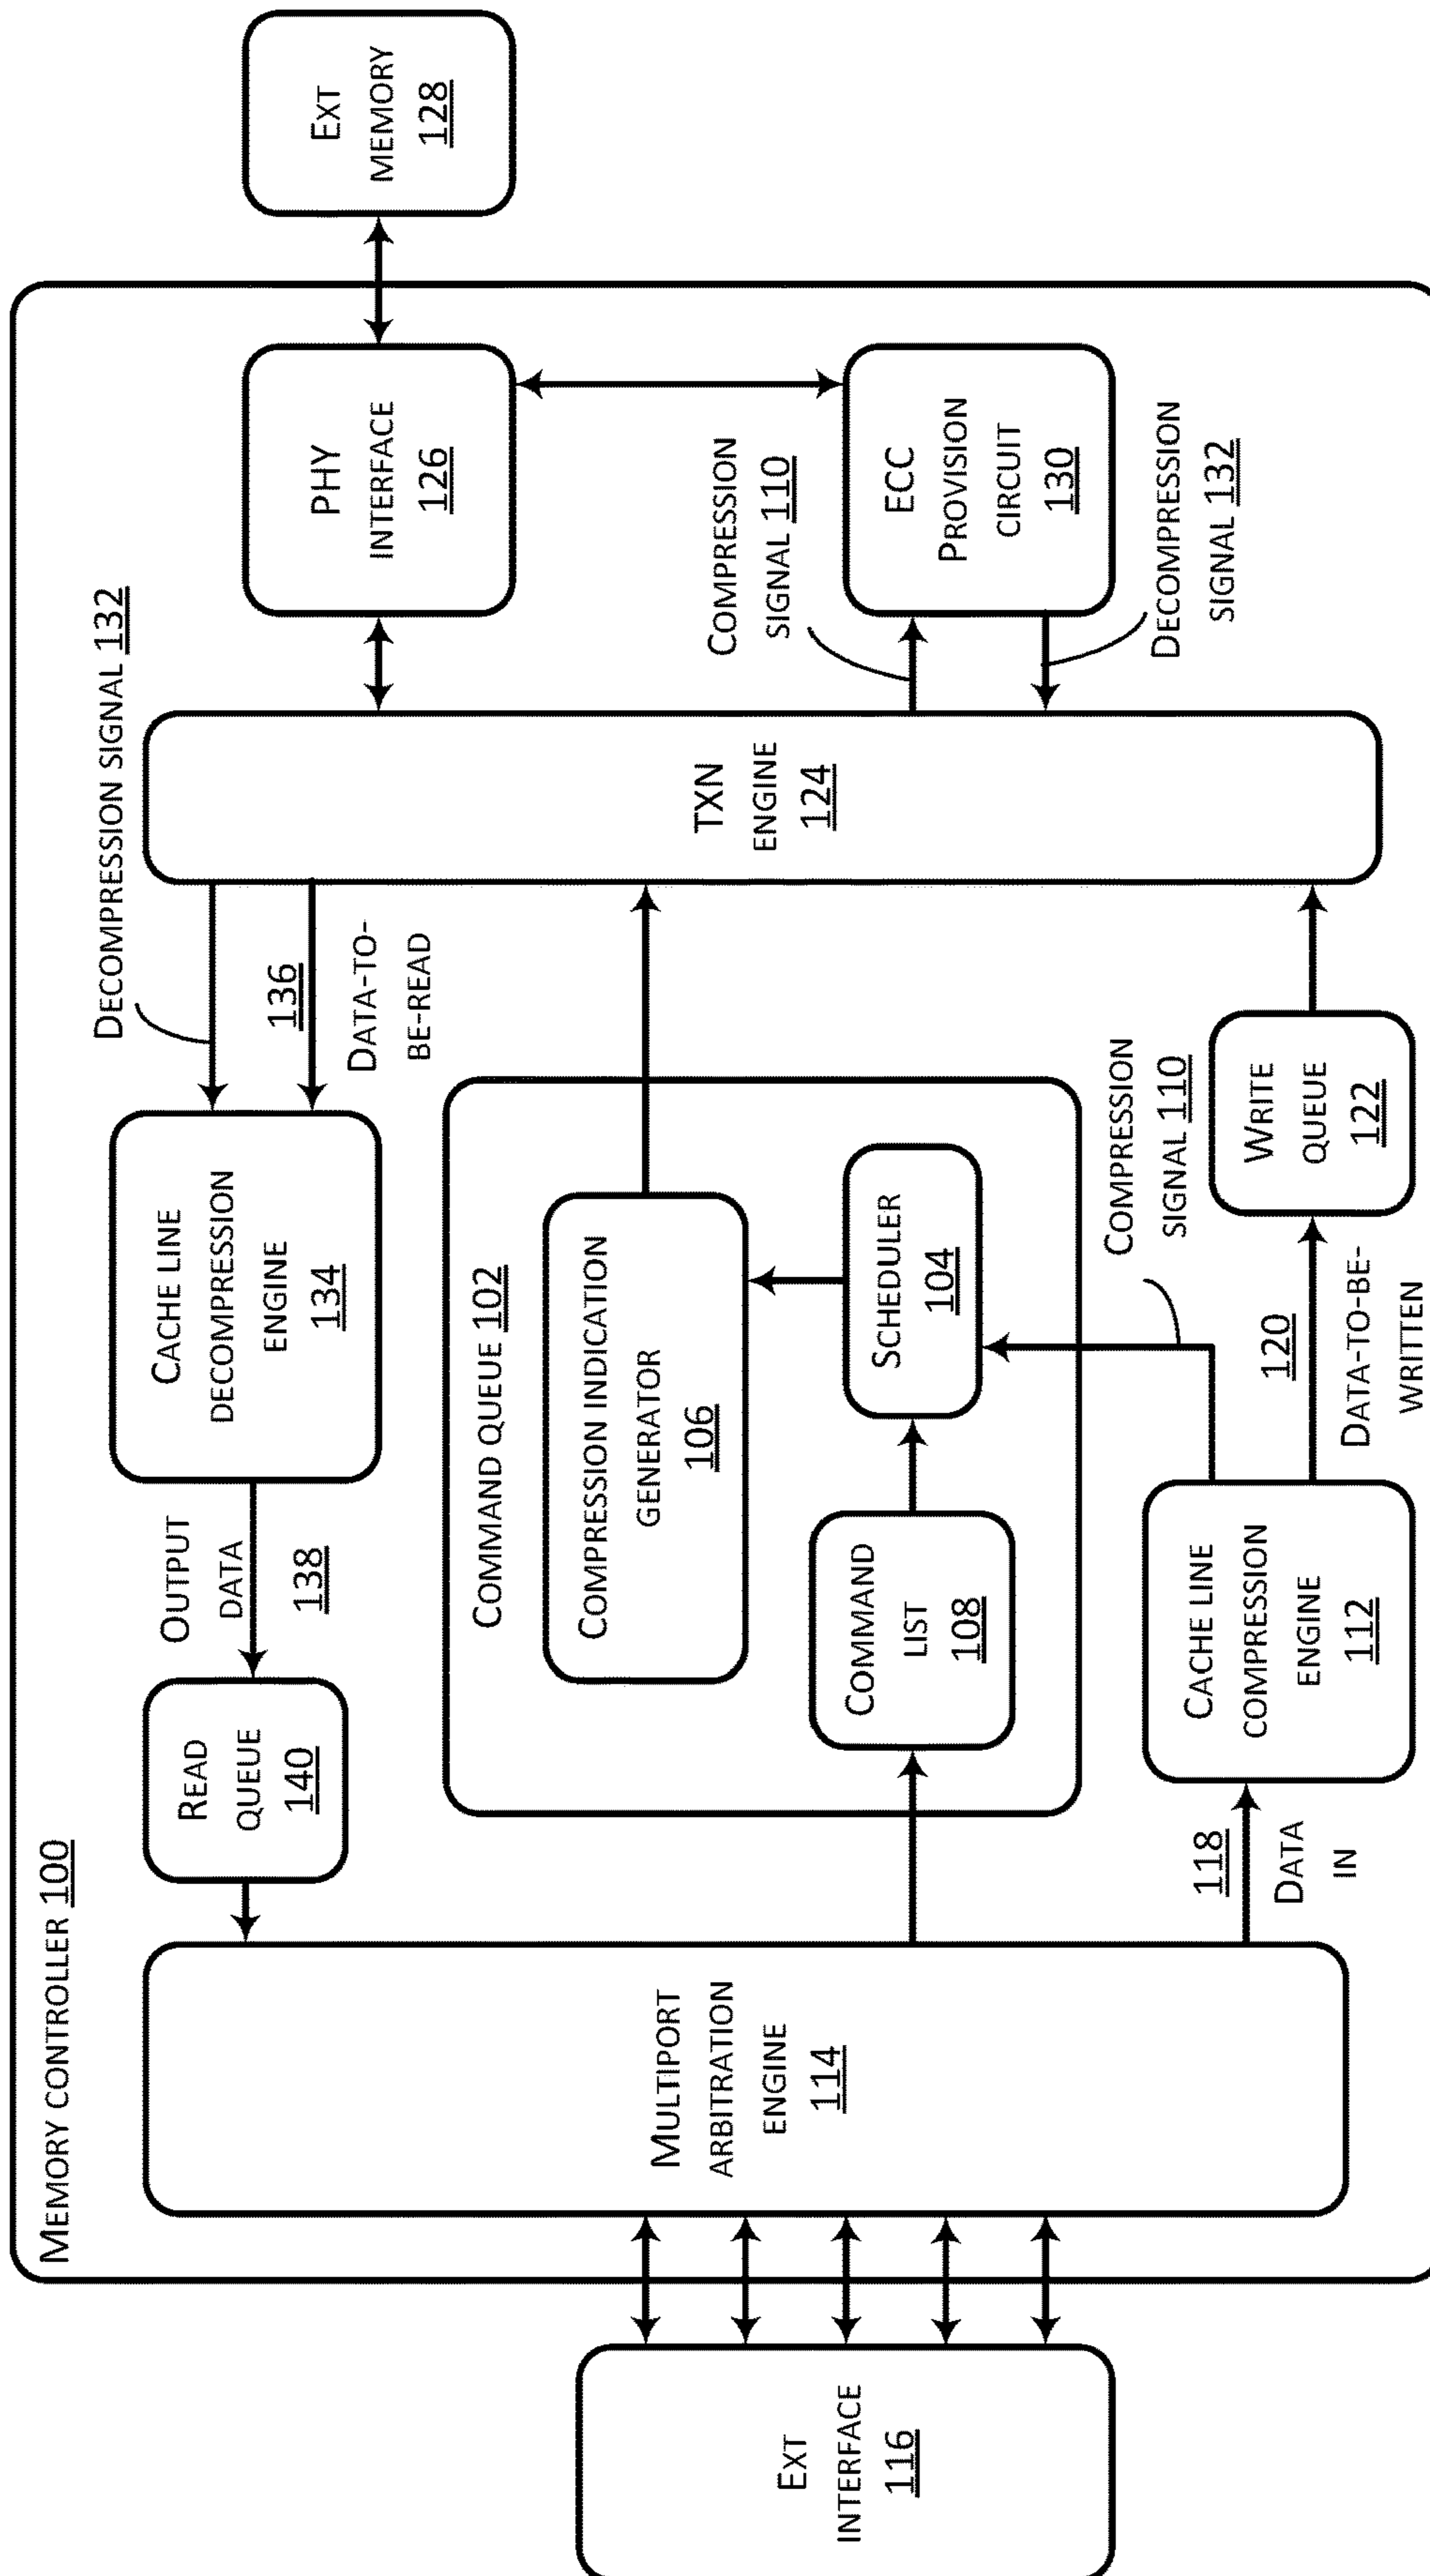 MEMORY CONTROLLER 100
EXT
INTERFACE
116
MULTIPORT
ARBITRATION
ENGINE
114
READ
QUEUE
140
OUTPUT
DATA
138
CACHE LINE
DECOMPRESSION
ENGINE
134
DECOMPRESSION SIGNAL 132
136
DATA-TO-
BE-READ
COMMAND QUEUE 102
COMPRESSION INDICATION
GENERATOR
106
COMMAND
LIST
108
SCHEDULER
104
118
DATA
IN
CACHE LINE
COMPRESSION
ENGINE
112
COMPRESSION
SIGNAL 110
120
DATA-TO-BE-
WRITTEN
WRITE
QUEUE
122
TXN
ENGINE
124
PHY
INTERFACE
126
COMPRESSION
SIGNAL 110
ECC
PROVISION
CIRCUIT
130
DECOMPRESSION
SIGNAL 132
EXT
MEMORY
128